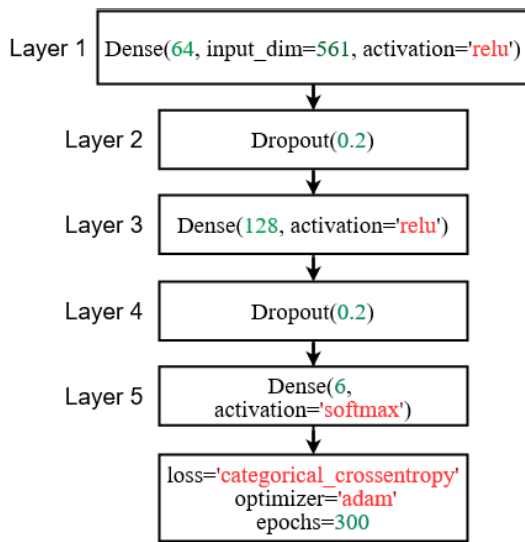 Layer 1
Dense(64, input_dim=561, activation='relu')
Layer 2
Dropout(0.2)
Layer 3
Dense(128, activation='relu')
Layer 4
Dropout(0.2)
Layer 5
Dense(6,
activation='softmax')
loss='categorical_crossentropy'
optimizer='adam'
epochs=300